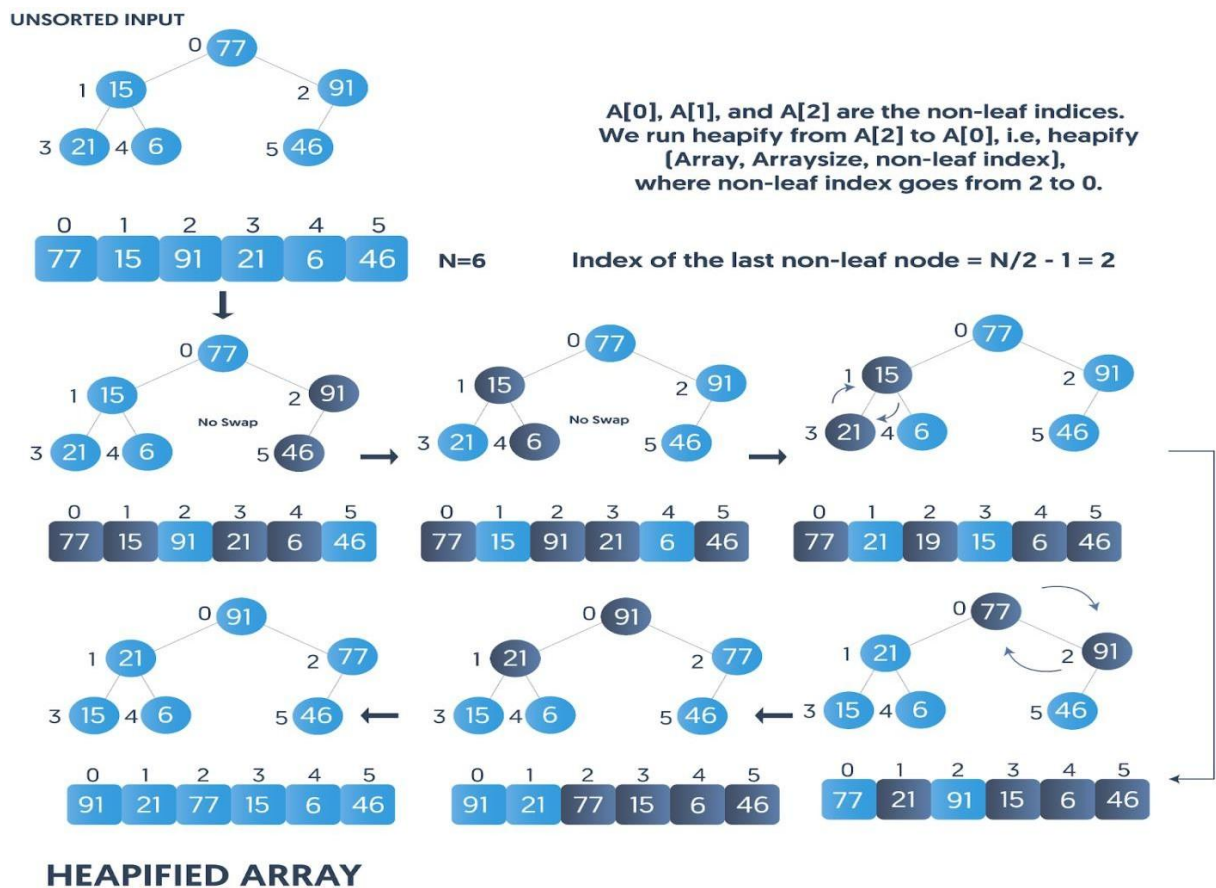 UNSORTED INPUT
0 77
1 15
2 91
3 21
4 6
5 46
A[0], A[1], and A[2] are the non-leaf indices.
We run heapify from A[2] to A[0], i.e, heapify
(Array, Arraysize, non-leaf index),
where non-leaf index goes from 2 to 0.
0 1 2 3 4 5
77 15 91 21 6 46
N=6
Index of the last non-leaf node = N/2 - 1 = 2
0 77
1 15
2 91
No Swap
3 21
4 6
5 46
0 1 2 3 4 5
77 15 91 21 6 46
0 77
1 15
2 91
No Swap
3 21
4 6
5 46
0 1 2 3 4 5
77 15 91 21 6 46
0 77
1 15
2 91
3 21
4 6
5 46
0 1 2 3 4 5
77 21 19 15 6 46
0 91
1 21
2 77
3 15
4 6
5 46
0 1 2 3 4 5
91 21 77 15 6 46
0 91
1 21
2 77
3 15
4 6
5 46
0 1 2 3 4 5
91 21 77 15 6 46
0 77
1 21
2 91
3 15
4 6
5 46
0 1 2 3 4 5
77 21 91 15 6 46
HEAPIFIED ARRAY